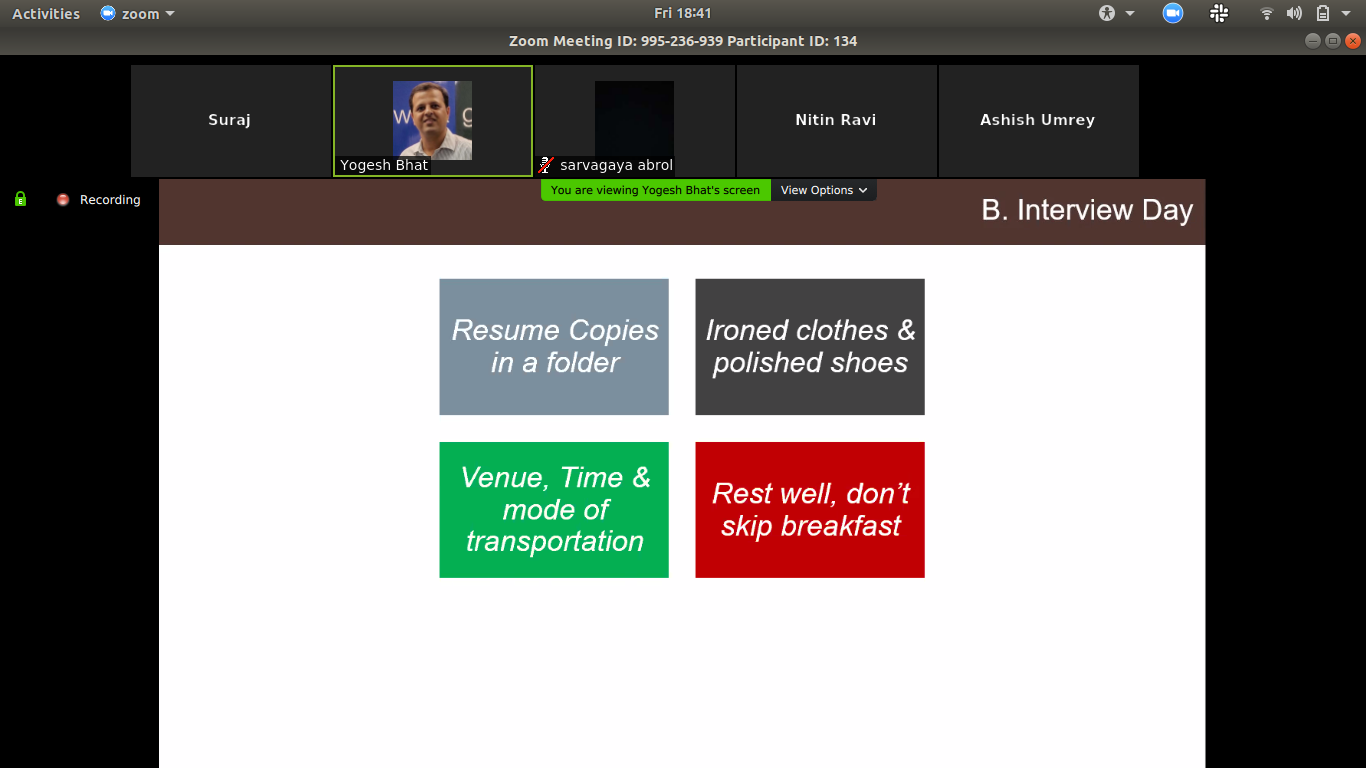 Activities zoom Fri 18:41
Zoom Meeting ID: 995-236-939 Participant ID: 134
Suraj
w g
Yogesh Bhat
sarvagaya abrol
Nitin Ravi
Ashish Umrey
E Recording
You are viewing Yogesh Bhat's screen View Options
B. Interview Day
Resume Copies
in a folder
Ironed clothes &
polished shoes
Venue, Time &
mode of
transportation
Rest well, don’t
skip breakfast